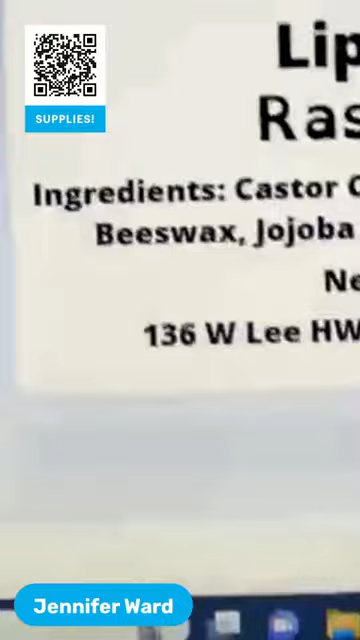 SUPPLIES!
Lip
Ras
Ingredients: Castor O
Beeswax, Jojoba
Ne
136 W Lee HW
Jennifer Ward